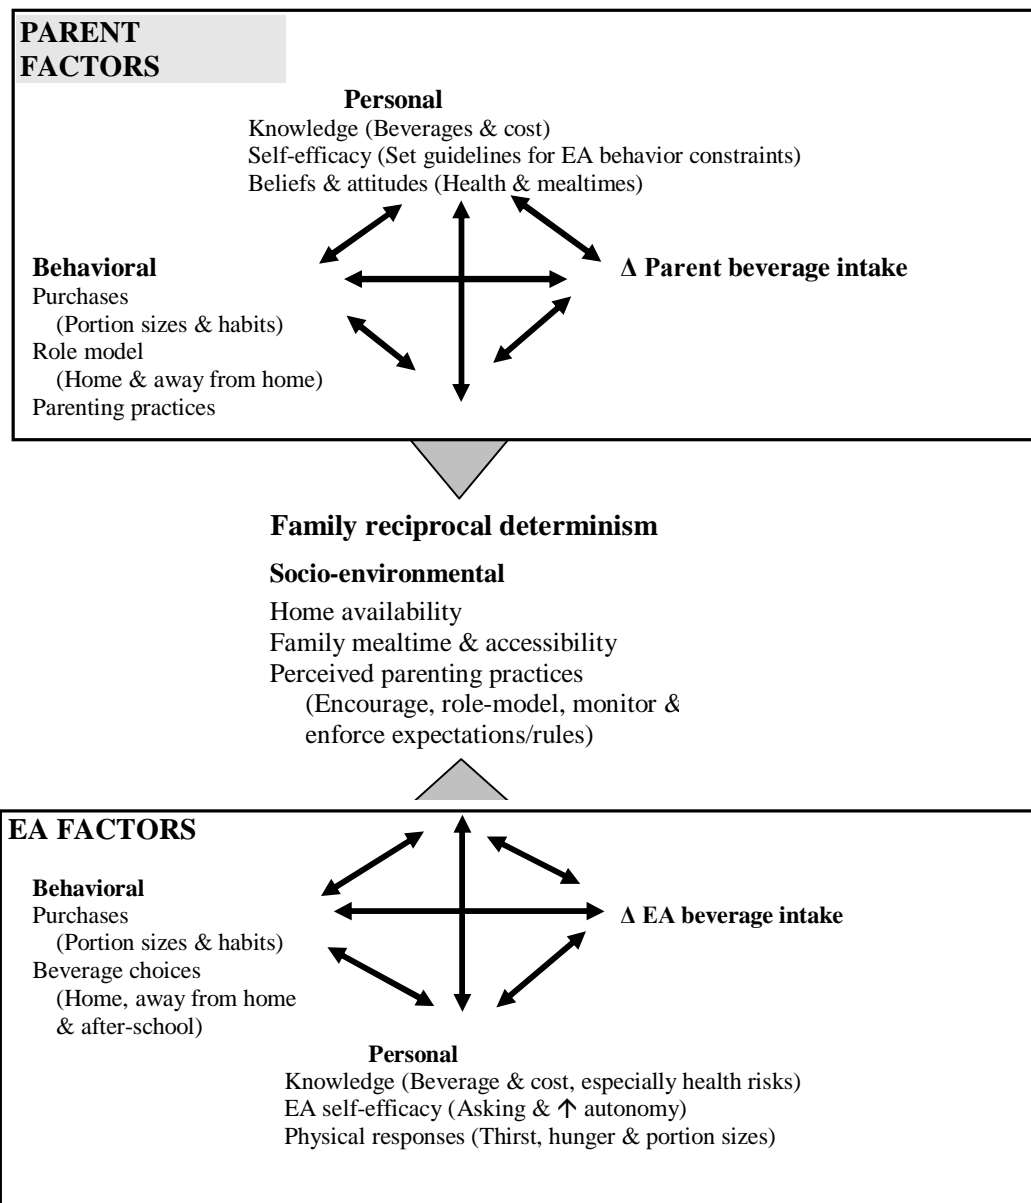 PARENT
FACTORS
Personal
Knowledge (Beverages & cost)
Self-efficacy (Set guidelines for EA behavior constraints)
Beliefs & attitudes (Health & mealtimes)
Behavioral
Purchases
(Portion sizes & habits)
Role model
(Home & away from home)
Parenting practices
Δ Parent beverage intake
Family reciprocal determinism
Socio-environmental
Home availability
Family mealtime & accessibility
Perceived parenting practices
(Encourage, role-model, monitor &
enforce expectations/rules)
EA FACTORS
Behavioral
Purchases
(Portion sizes & habits)
Beverage choices
(Home, away from home
& after-school)
Δ EA beverage intake
Personal
Knowledge (Beverage & cost, especially health risks)
EA self-efficacy (Asking & ↑ autonomy)
Physical responses (Thirst, hunger & portion sizes)